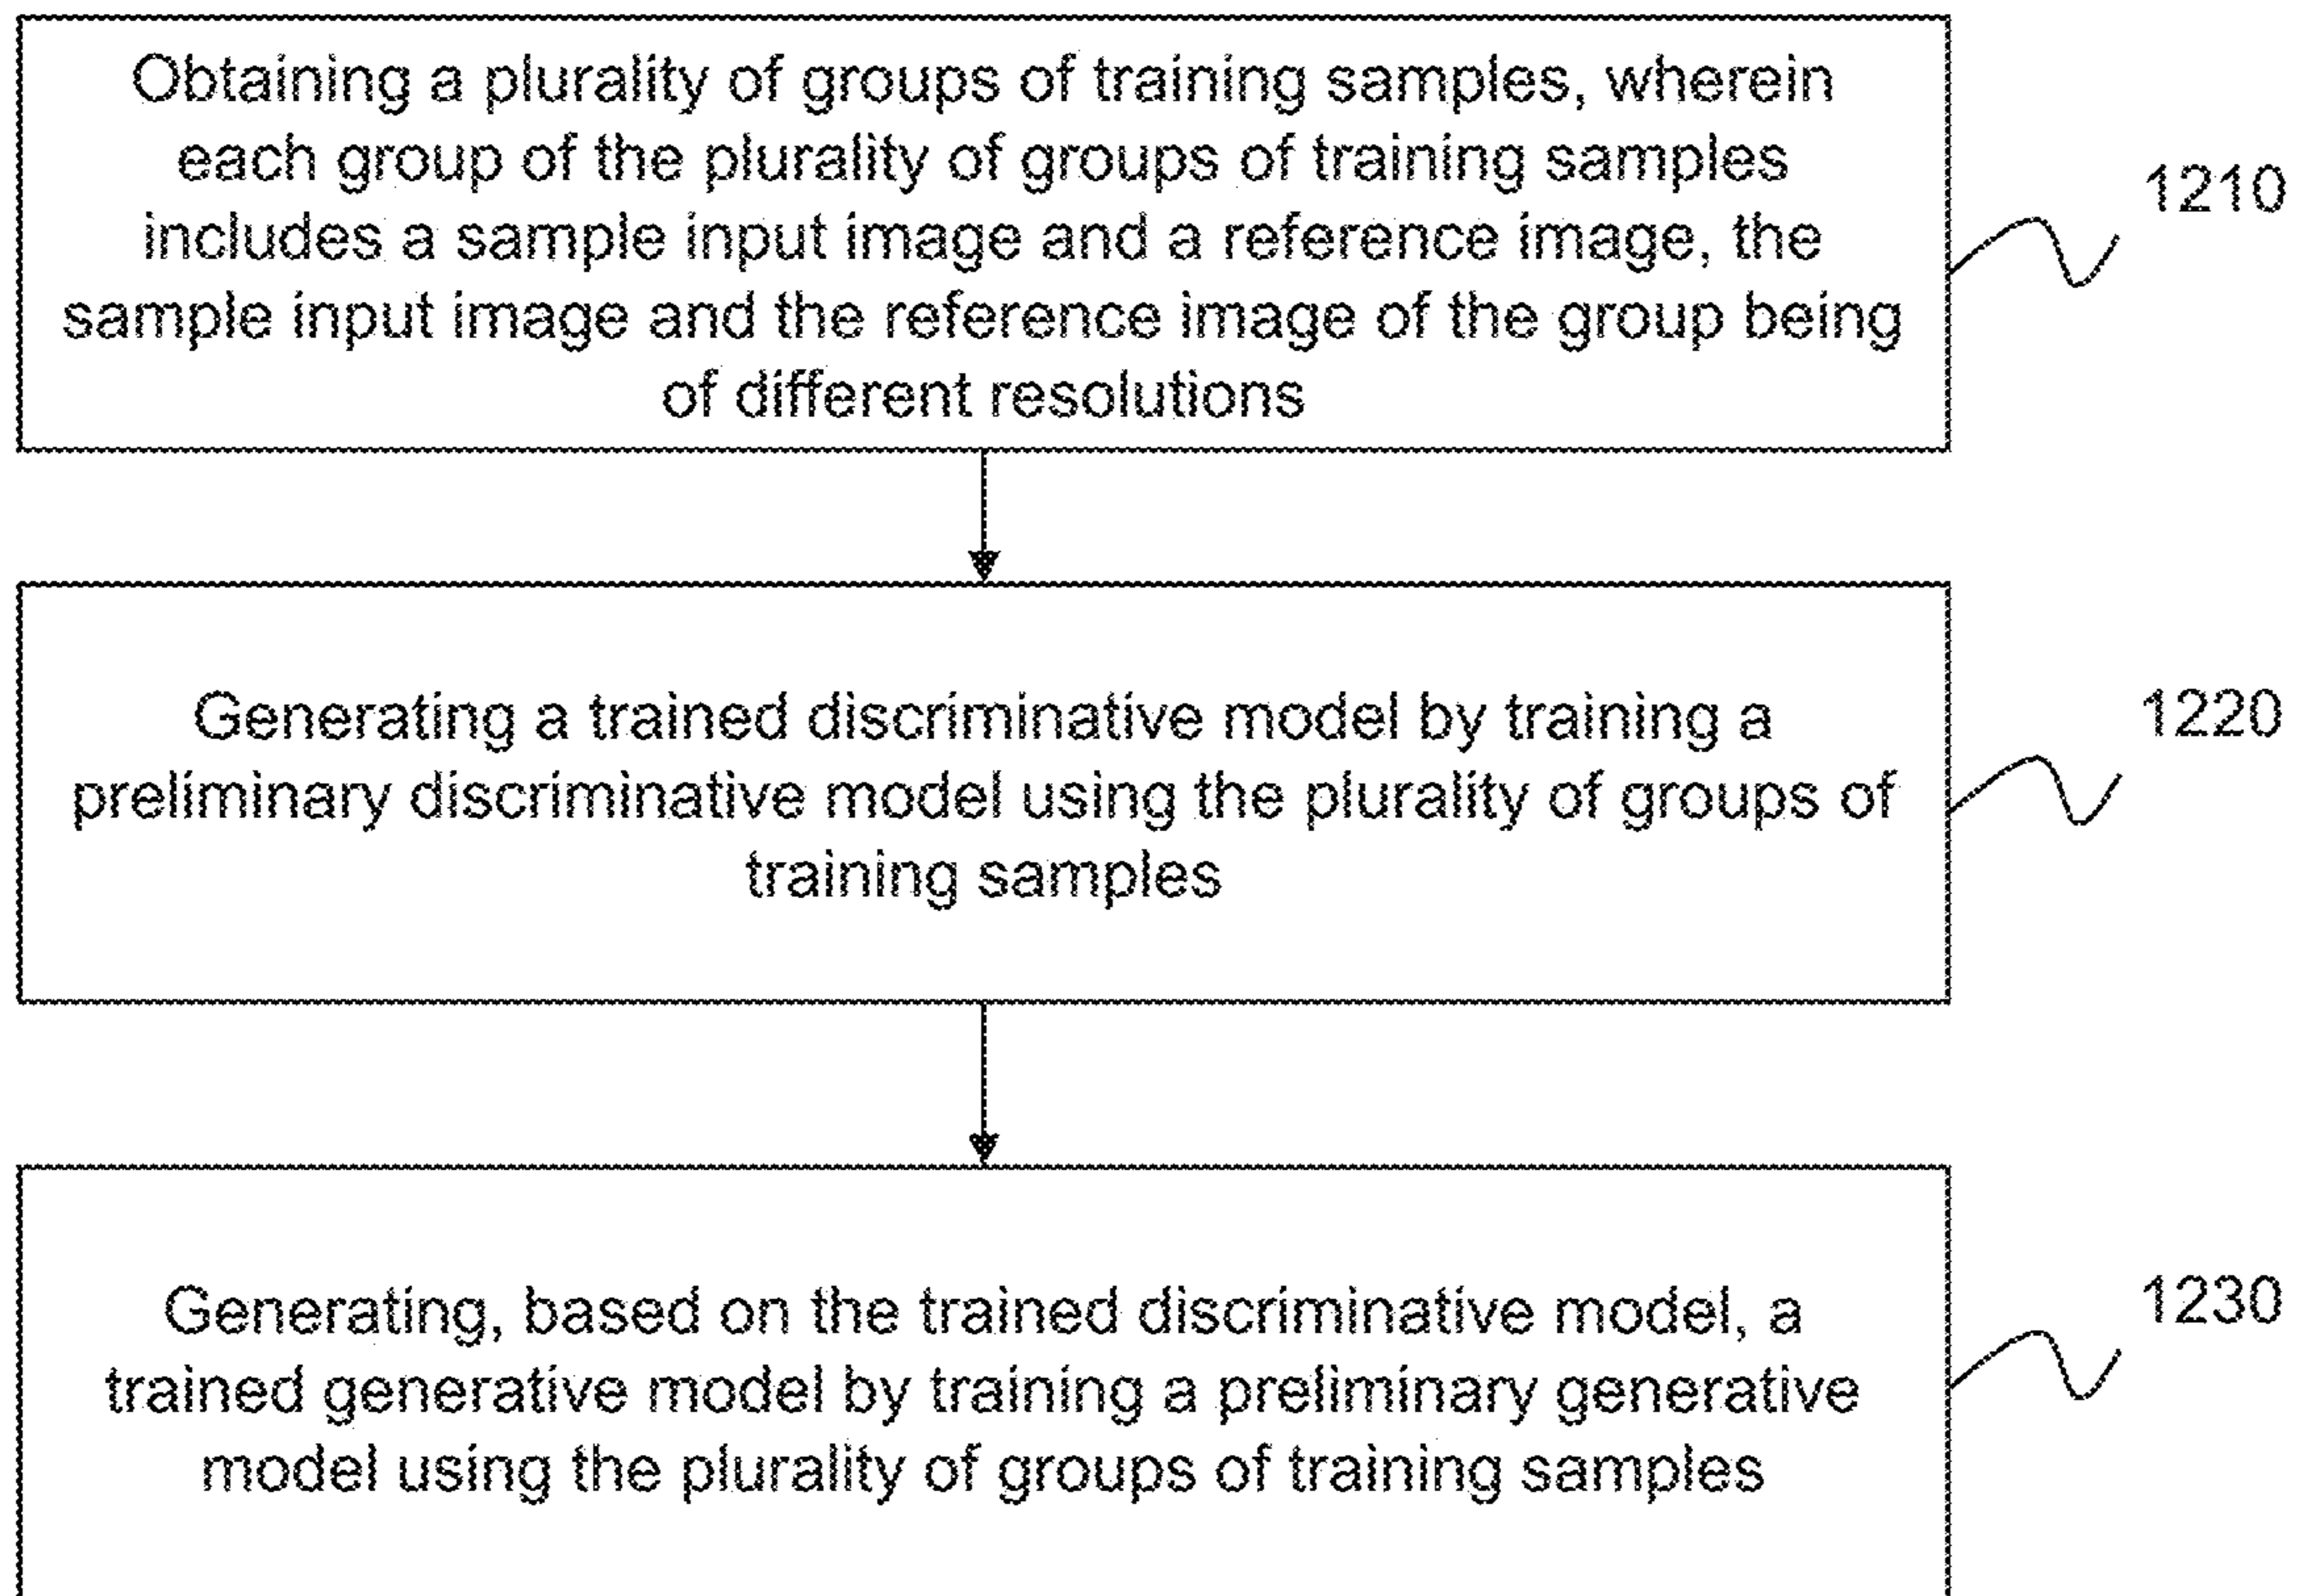 Obtaining a plurality of groups of training samples, wherein
each group of the plurality of groups of training samples
includes a sample input image and a reference image, the
sample input image and the reference image of the group being
of different resolutions
1210
Generating a trained discriminative model by training a
preliminary discriminative model using the plurality of groups of
training samples
1220
Generating, based on the trained discriminative model, a
trained generative model by training a preliminary generative
model using the plurality of groups of training samples
1230